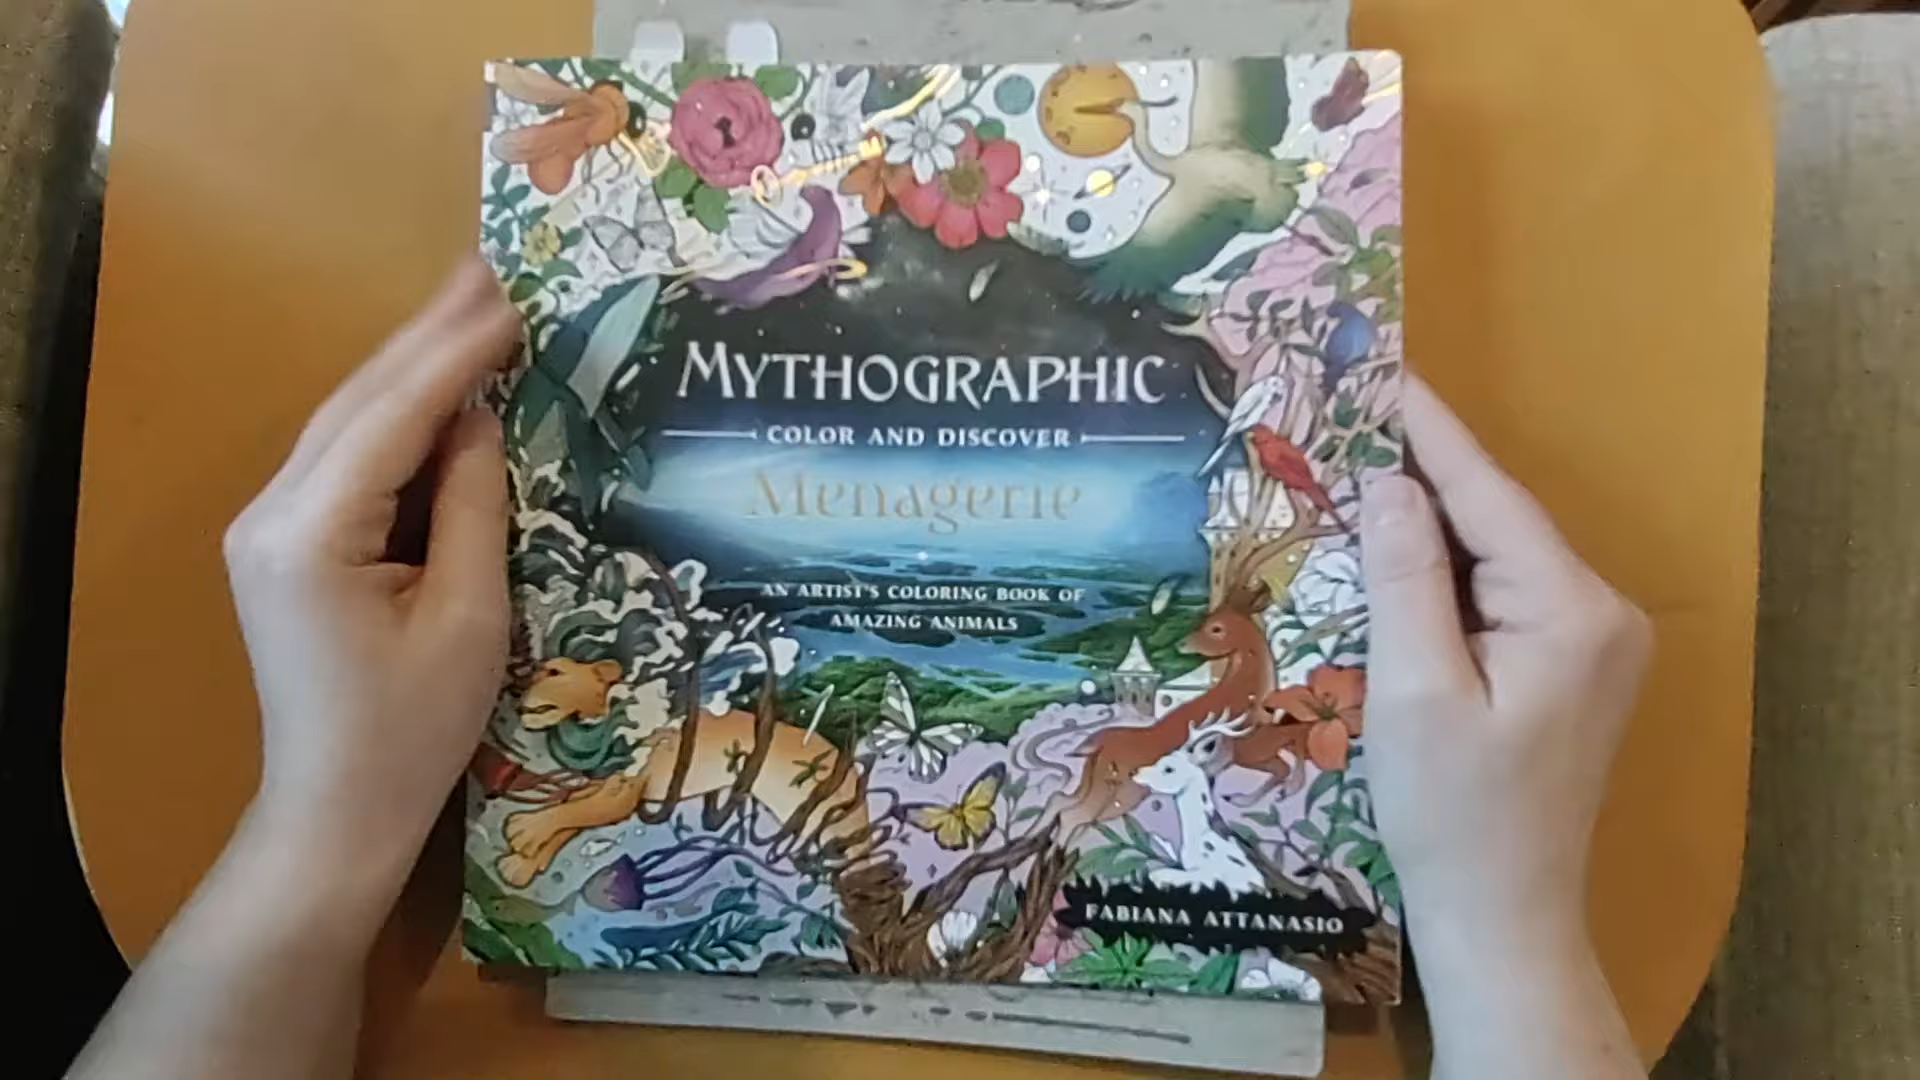 MYTHOGRAPHIC
COLOR AND DISCOVER
Menagerie
AN ARTIST'S COLORING BOOK OF
AMAZING ANIMALS
FABIANA ATTANASIO